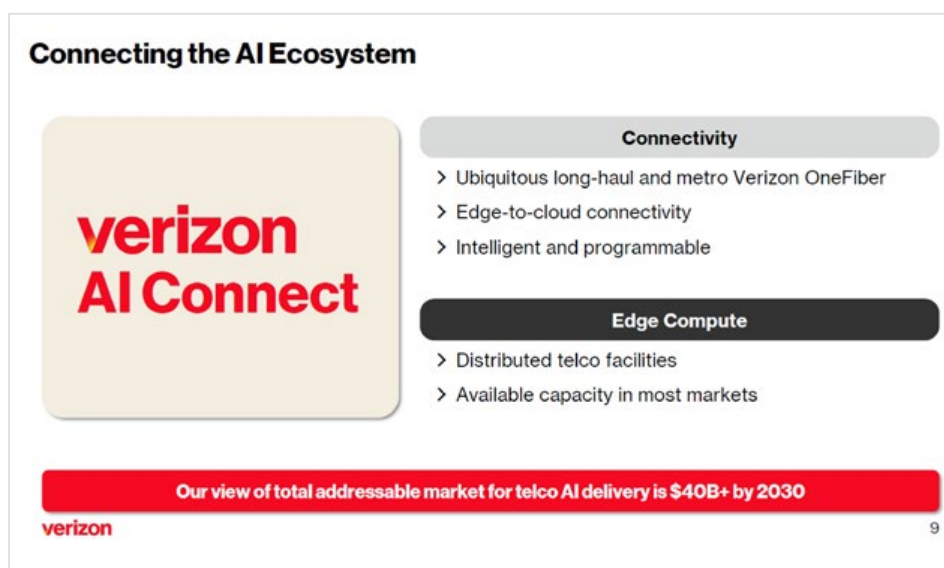 Connecting the AI Ecosystem
verizon
AI Connect
Connectivity
> Ubiquitous long-haul and metro Verizon OneFiber
> Edge-to-cloud connectivity
> Intelligent and programmable
Edge Compute
> Distributed telco facilities
> Available capacity in most markets
Our view of total addressable market for telco AI delivery is $40B+ by 2030
verizon
9